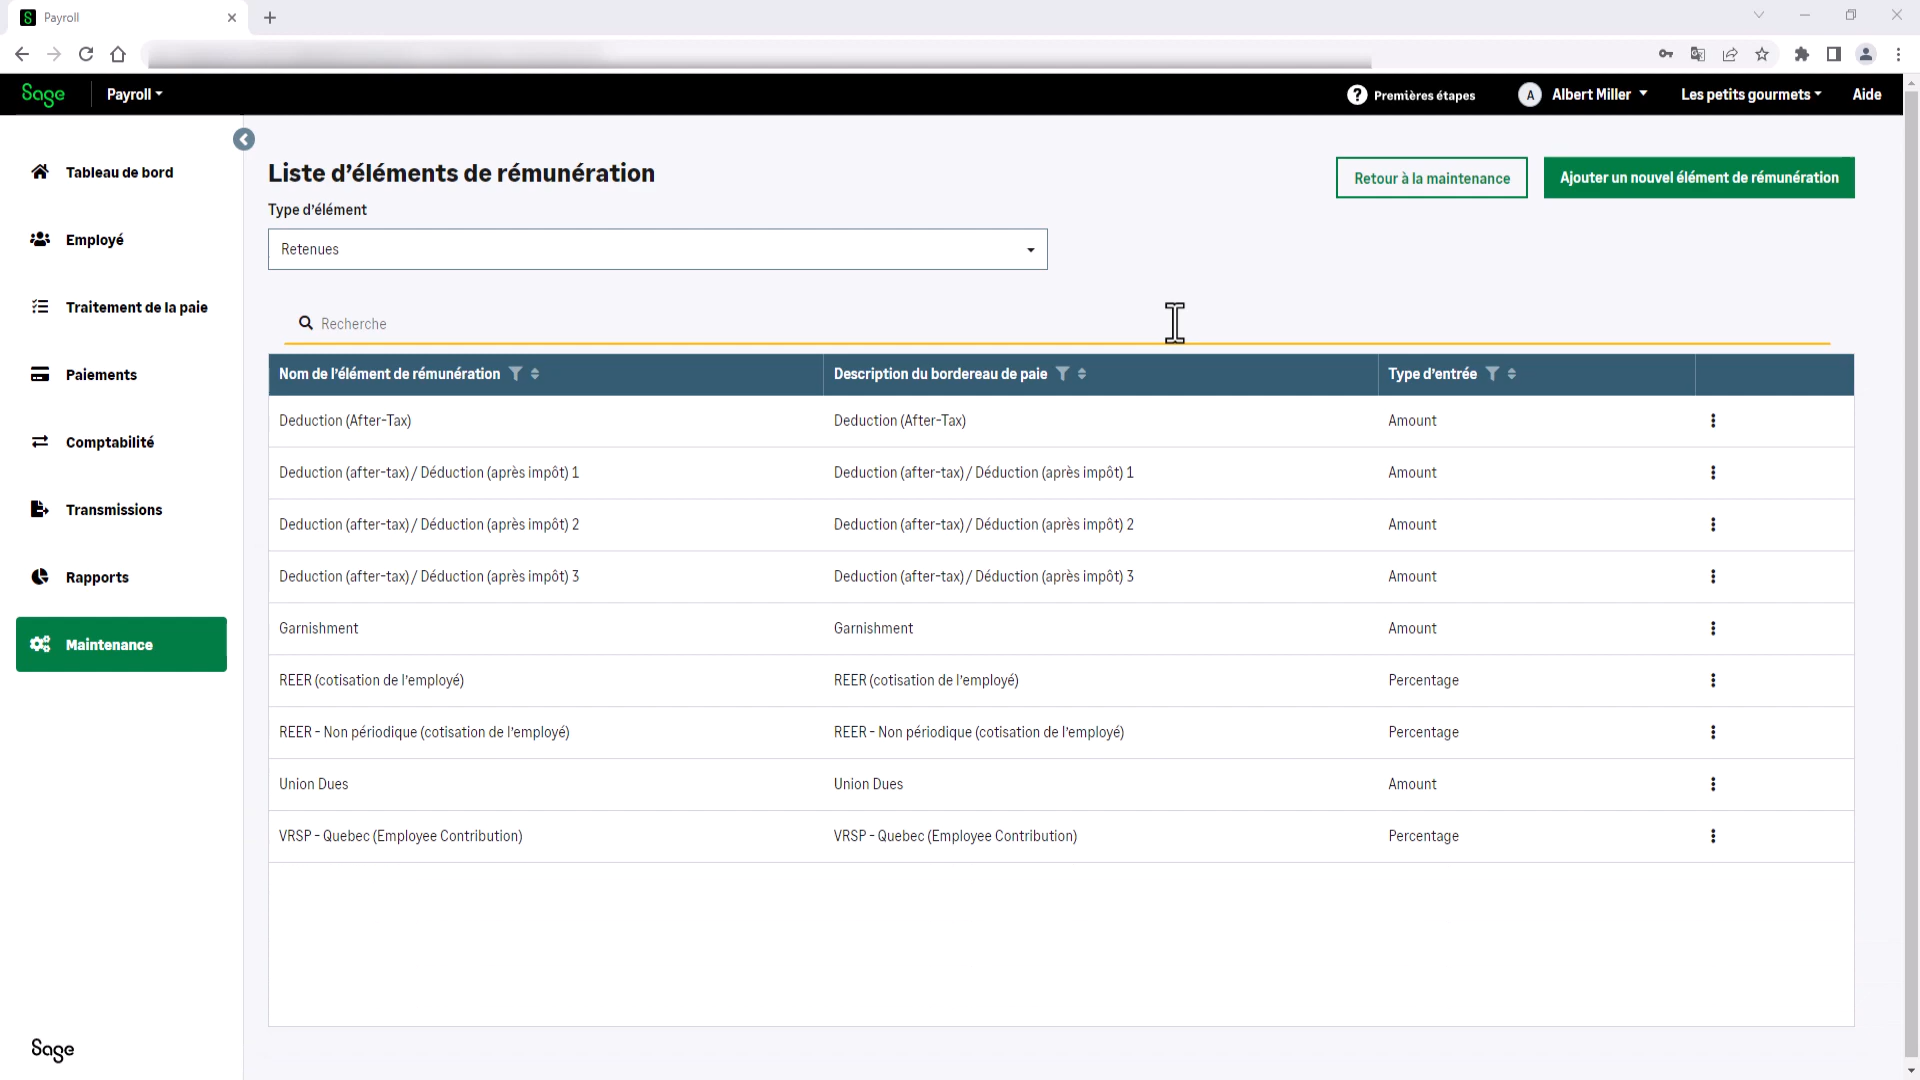 Payroll
Sage
Payroll
Premières étapes
A
Albert Miller
Les petits gourmets
Aide
Tableau de bord
Employé
Traitement de la paie
Paiements
Comptabilité
Transmissions
Rapports
Maintenance
Sage
Liste d'éléments de rémunération
Retour à la maintenance
Ajouter un nouvel élément de rémunération
Type d'élément
Retenues
Recherche
Nom de l'élément de rémunération Description du bordereau de paie Type d'entrée
Deduction (After-Tax) Deduction (After-Tax) Amount
Deduction (after-tax) / Déduction (après impôt) 1 Deduction (after-tax) / Déduction (après impôt) 1 Amount
Deduction (after-tax) / Déduction (après impôt) 2 Deduction (after-tax) / Déduction (après impôt) 2 Amount
Deduction (after-tax) / Déduction (après impôt) 3 Deduction (after-tax) / Déduction (après impôt) 3 Amount
Garnishment Garnishment Amount
REER (cotisation de l'employé) REER (cotisation de l'employé) Percentage
REER - Non périodique (cotisation de l'employé) REER - Non périodique (cotisation de l'employé) Percentage
Union Dues Union Dues Amount
VRSP - Quebec (Employee Contribution) VRSP - Quebec (Employee Contribution) Percentage